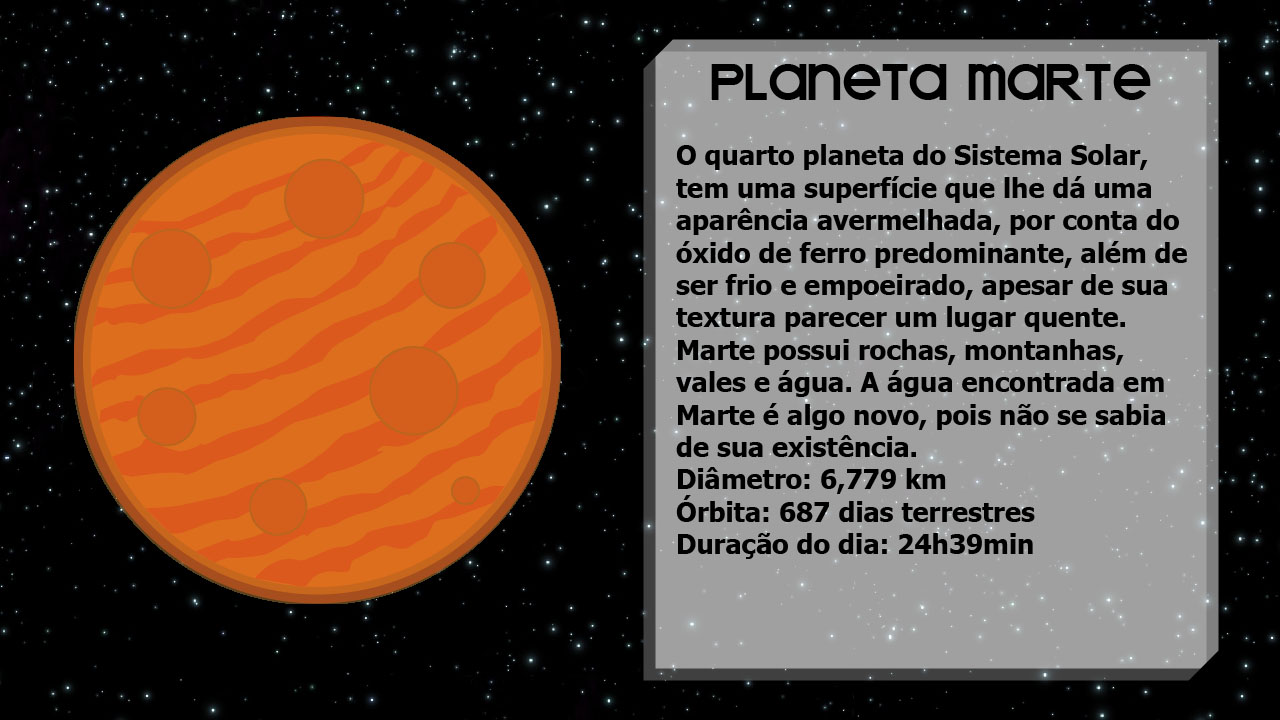 PLANETA MARTE
O quarto planeta do Sistema Solar,
tem uma superfície que lhe dá uma
aparência avermelhada, por conta do
óxido de ferro predominante, além de
ser frio e empoeirado, apesar de sua
textura parecer um lugar quente.
Marte possui rochas, montanhas,
vales e água. A água encontrada em
Marte é algo novo, pois não se sabia
de sua existência.
Diâmetro: 6,779 km
Órbita: 687 dias terrestres
Duração do dia: 24h39min